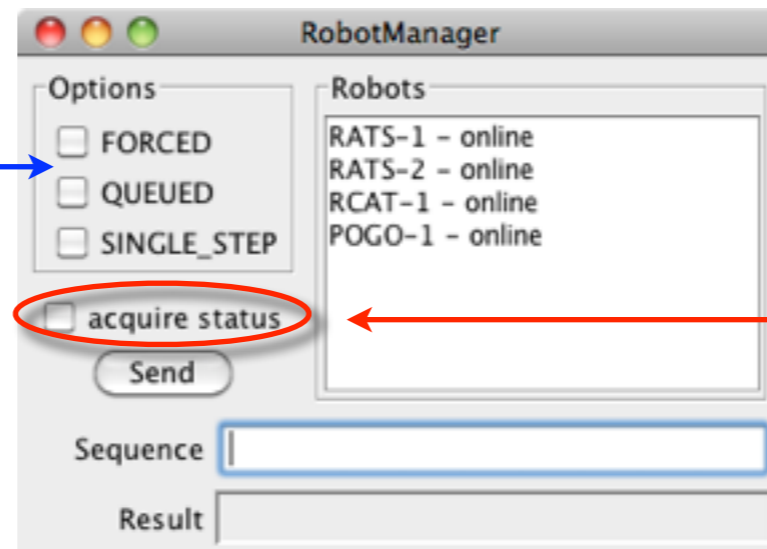 RobotManager
Options
FORCED
QUEUED
SINGLE_STEP
acquire status
Send
Robots
RATS-1 - online
RATS-2 - online
RCAT-1 - online
POGO-1 - online
Sequence
Result